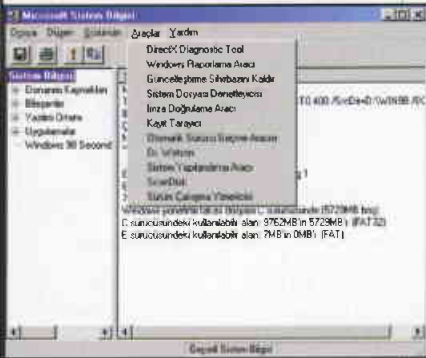 Microsoft Sistem Bilgisi
Dosya Düzen Görünüm Araçlar Yardım
DirectX Diagnostic Tool
Windows Raporlama Aracı
Güncelleştirme Sihirbazını Kaldır
Sistem Dosyası Denetleyicisi
İmza Doğrulama Aracı
Kayıt Tarayıcı
Dr. Watson
Sistem Yapılandırma Aracı
ScanDisk
Sürüm Çakışma Yöneticisi
Sistem Bilgisi
Donanım Kaynakları
Bileşenler
Yazılım Ortamı
Uygulamalar
Windows 98 Second
C sürücüsündeki kullanılabilir alan: 9762MB'ın 5729MB'ı (FAT32)
E sürücüsündeki kullanılabilir alan: 7MB'ın 0MB'ı (FAT)
Geçerli Sistem Bilgisi